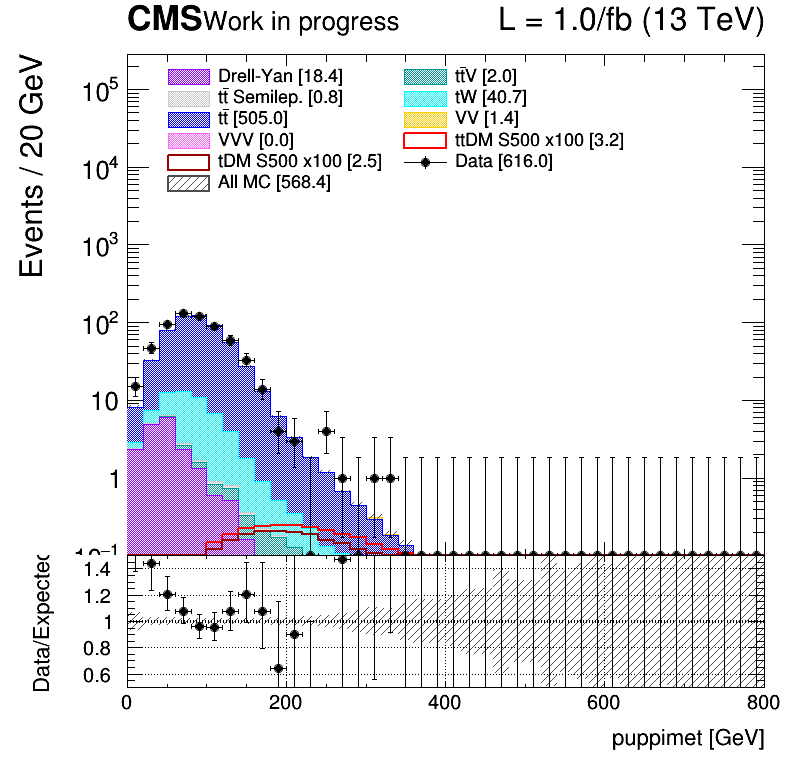 CMS Work in progress L = 1.0/fb (13 TeV)
Events / 20 GeV
10⁵
10⁴
10³
10²
10
1
10⁻¹
Drell-Yan [18.4]
tt̄ Semilep. [0.8]
tt̄ [505.0]
VVV [0.0]
tDM S500 x100 [2.5]
All MC [568.4]
tt̄V [2.0]
tW [40.7]
VV [1.4]
ttDM S500 x100 [3.2]
Data [616.0]
Data/Expected
1.4
1.2
1
0.8
0.6
0 200 400 600 800
puppimet [GeV]